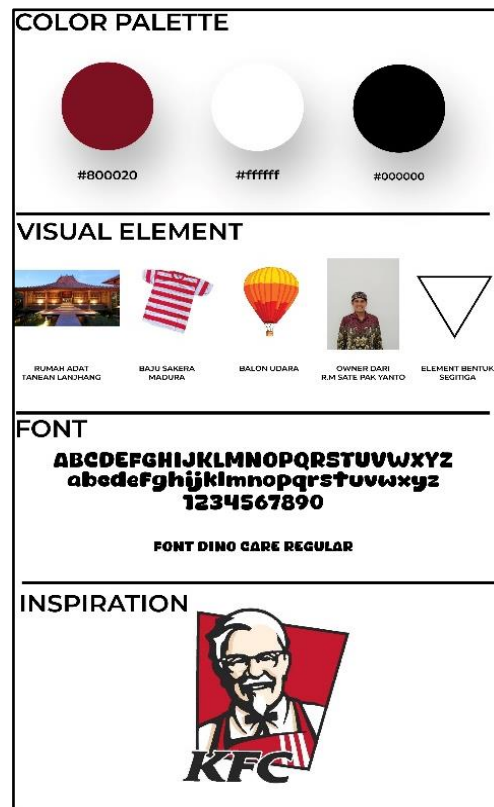 COLOR PALETTE
#800020
#ffffff
#000000
VISUAL ELEMENT
RUMAH ADAT
TANEAN LANJHANG
BAJU SAKERA
MADURA
BALON UDARA
OWNER DARI
R.M SATE PAK YANTO
ELEMENT BENTUK
SEGITIGA
FONT
ABCDEFGHIJKLMNOPQRSTUVWXYZ
abcdefghijklmnopqrstuvwxyz
1234567890
FONT DINO CARE REGULAR
INSPIRATION
KFC